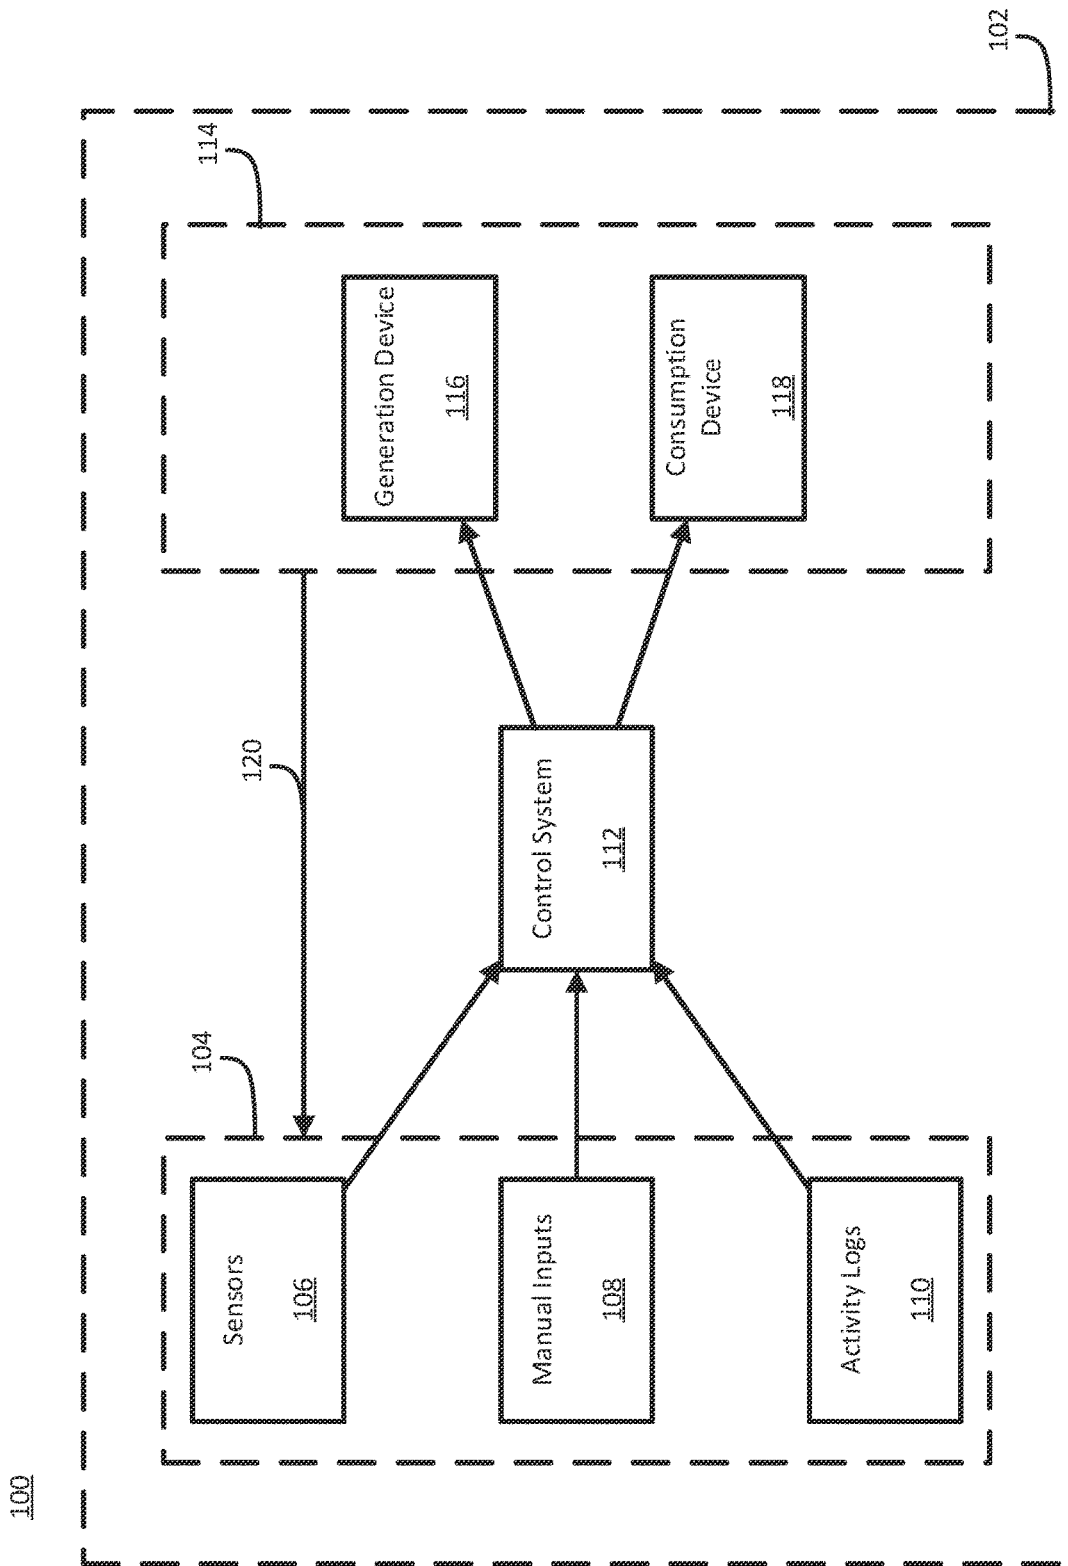 100
102
104
Sensors
106
Manual Inputs
108
Activity Logs
110
120
Control System
112
114
Generation Device
116
Consumption
Device
118